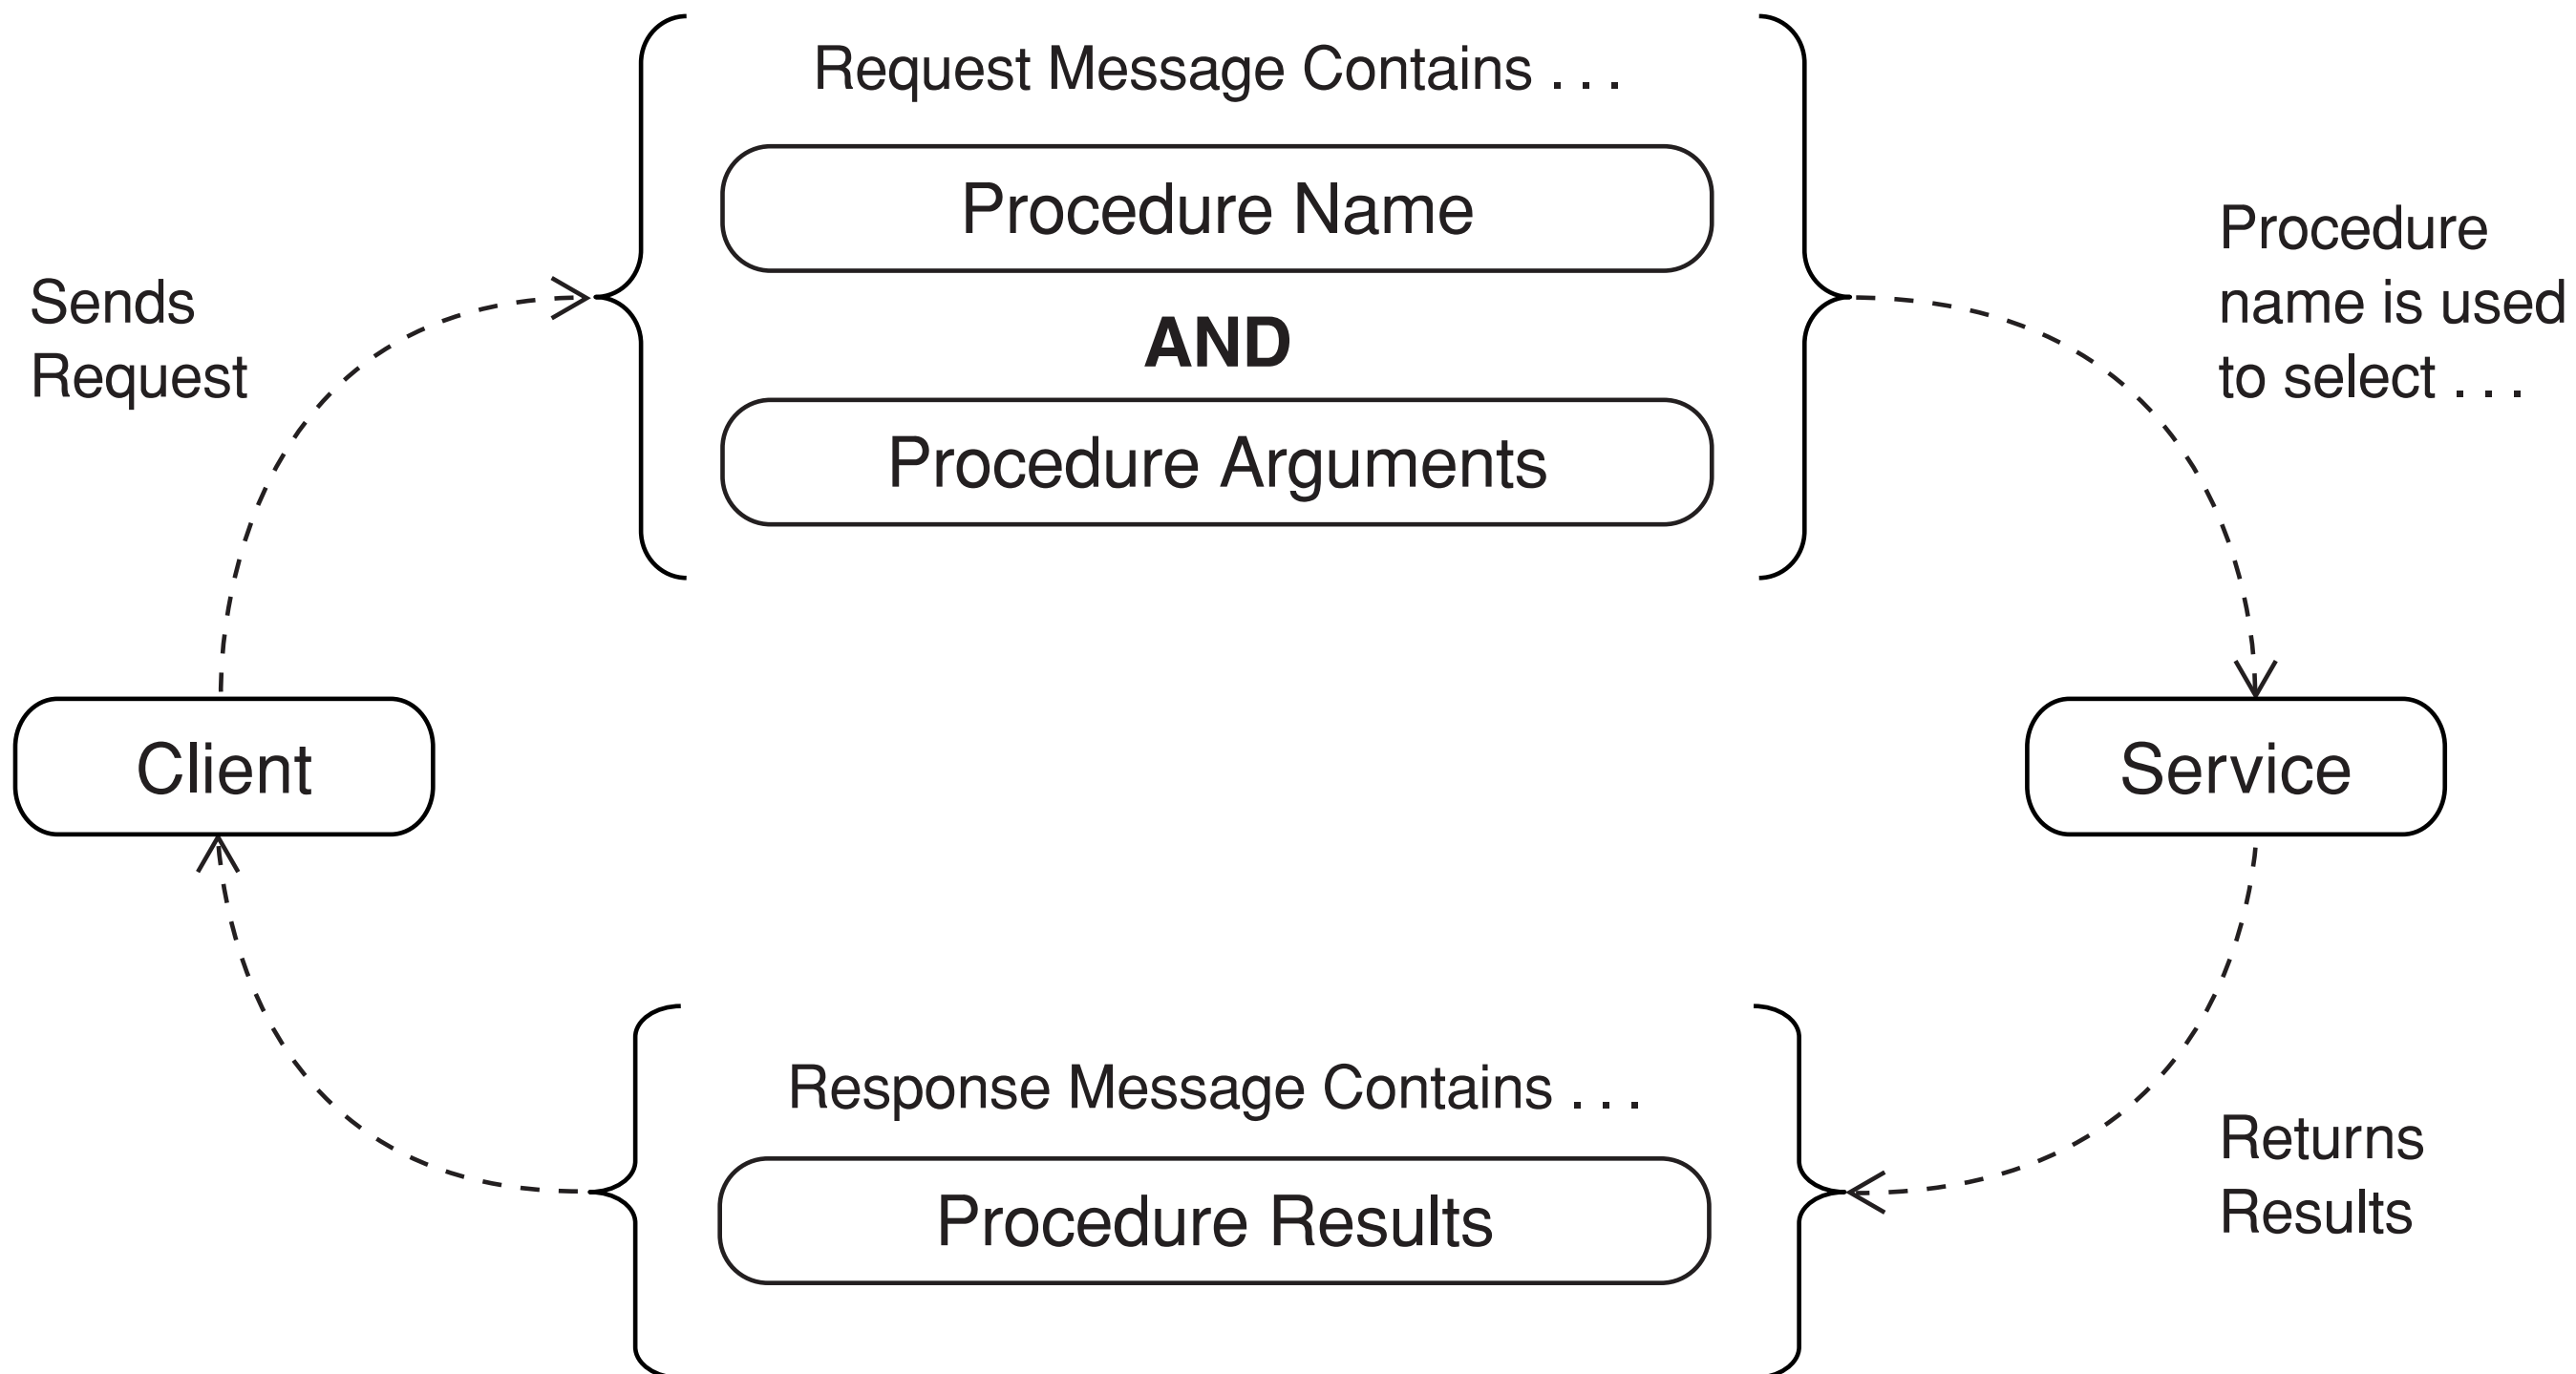 Request Message Contains . . .
Procedure Name
AND
Procedure Arguments
Sends
Request
Procedure
name is used
to select . . .
Client
Service
Response Message Contains . . .
Procedure Results
Returns
Results